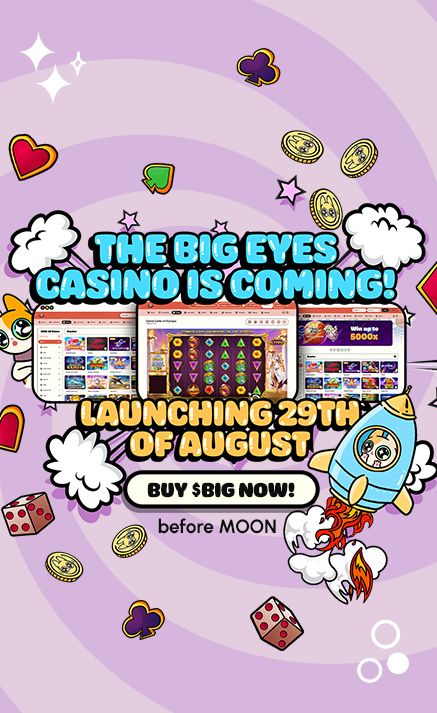 THE BIG EYES
CASINO IS COMING!
Win up to
5000x
LAUNCHING 29TH
OF AUGUST
BUY $BIG NOW!
before MOON